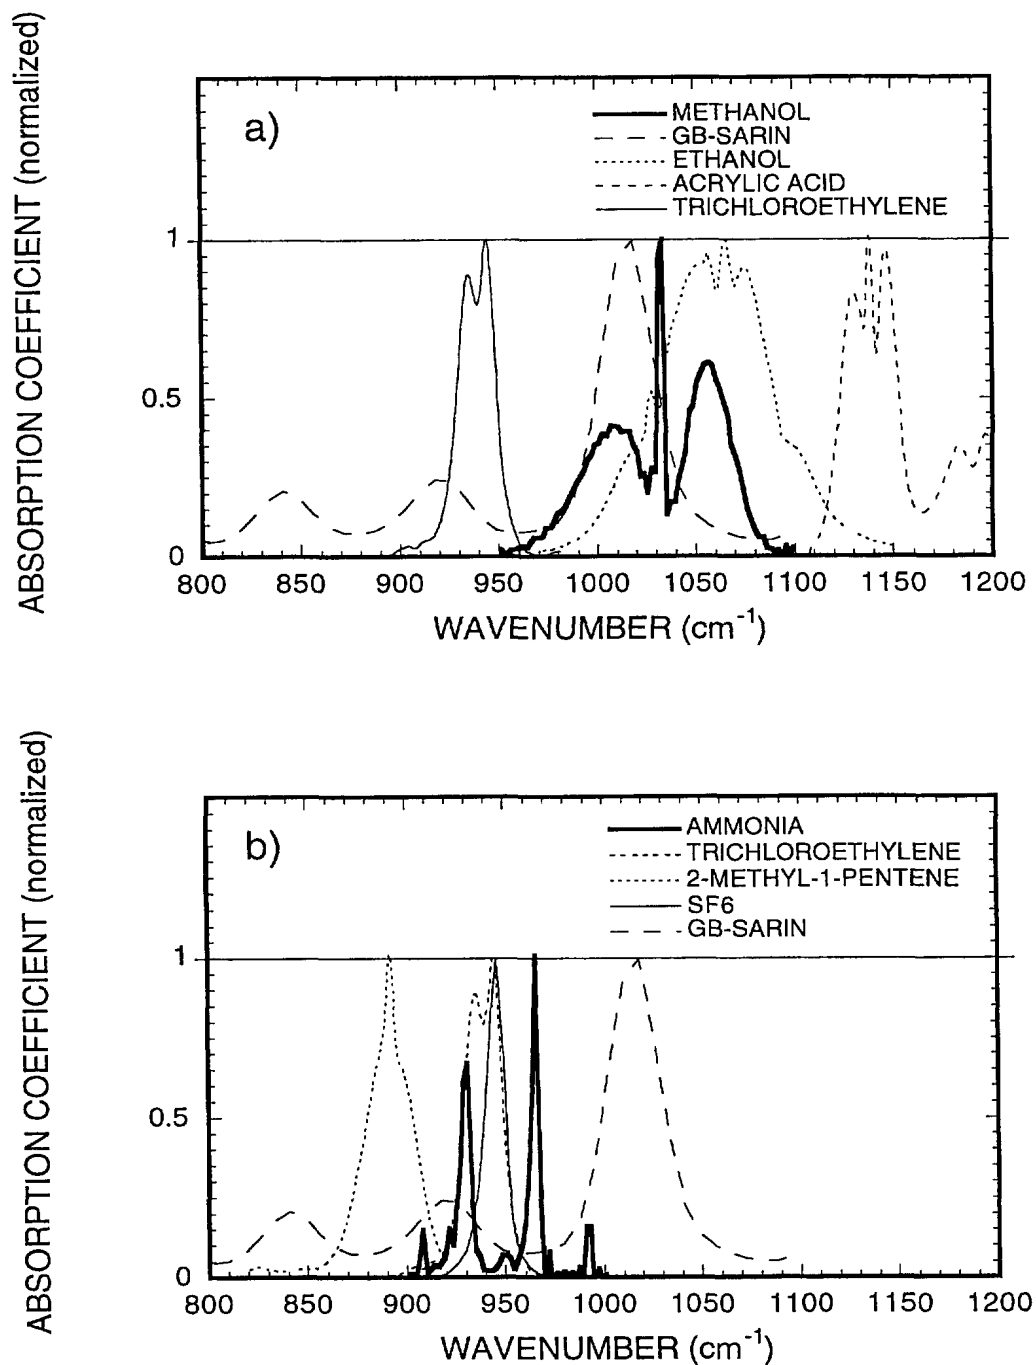 ABSORPTION COEFFICIENT (normalized)
a)
METHANOL
GB-SARIN
ETHANOL
ACRYLIC ACID
TRICHLOROETHYLENE
1
0.5
0
800 850 900 950 1000 1050 1100 1150 1200
WAVENUMBER (cm⁻¹)
ABSORPTION COEFFICIENT (normalized)
b)
AMMONIA
TRICHLOROETHYLENE
2-METHYL-1-PENTENE
SF6
GB-SARIN
1
0.5
0
800 850 900 950 1000 1050 1100 1150 1200
WAVENUMBER (cm⁻¹)